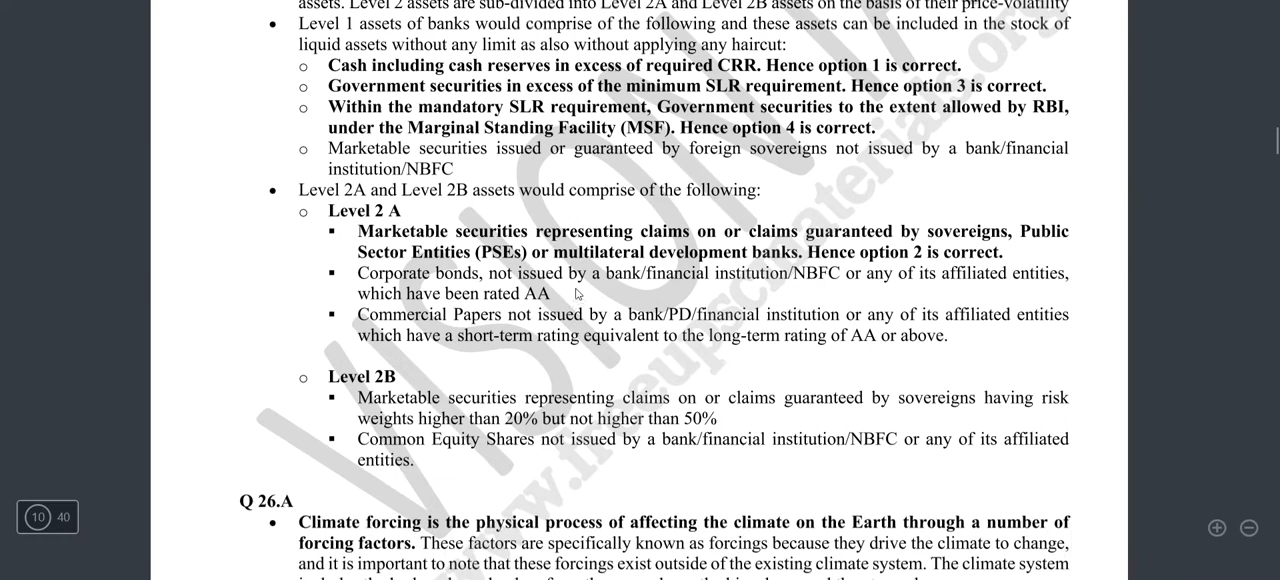 assets. Level 2 assets are sub-divided into Level 2A and Level 2B assets on the basis of their price-volatility
• Level 1 assets of banks would comprise of the following and these assets can be included in the stock of
liquid assets without any limit as also without applying any haircut:
o Cash including cash reserves in excess of required CRR. Hence option 1 is correct.
o Government securities in excess of the minimum SLR requirement. Hence option 3 is correct.
o Within the mandatory SLR requirement, Government securities to the extent allowed by RBI,
under the Marginal Standing Facility (MSF). Hence option 4 is correct.
o Marketable securities issued or guaranteed by foreign sovereigns not issued by a bank/financial
institution/NBFC
• Level 2A and Level 2B assets would comprise of the following:
o Level 2 A
▪ Marketable securities representing claims on or claims guaranteed by sovereigns, Public
Sector Entities (PSEs) or multilateral development banks. Hence option 2 is correct.
▪ Corporate bonds, not issued by a bank/financial institution/NBFC or any of its affiliated entities,
which have been rated AA
▪ Commercial Papers not issued by a bank/PD/financial institution or any of its affiliated entities
which have a short-term rating equivalent to the long-term rating of AA or above.
o Level 2B
▪ Marketable securities representing claims on or claims guaranteed by sovereigns having risk
weights higher than 20% but not higher than 50%
▪ Common Equity Shares not issued by a bank/financial institution/NBFC or any of its affiliated
entities.
Q 26.A
• Climate forcing is the physical process of affecting the climate on the Earth through a number of
forcing factors. These factors are specifically known as forcings because they drive the climate to change,
and it is important to note that these forcings exist outside of the existing climate system. The climate system
10 40
VISION
www.freeupscmaterials.org